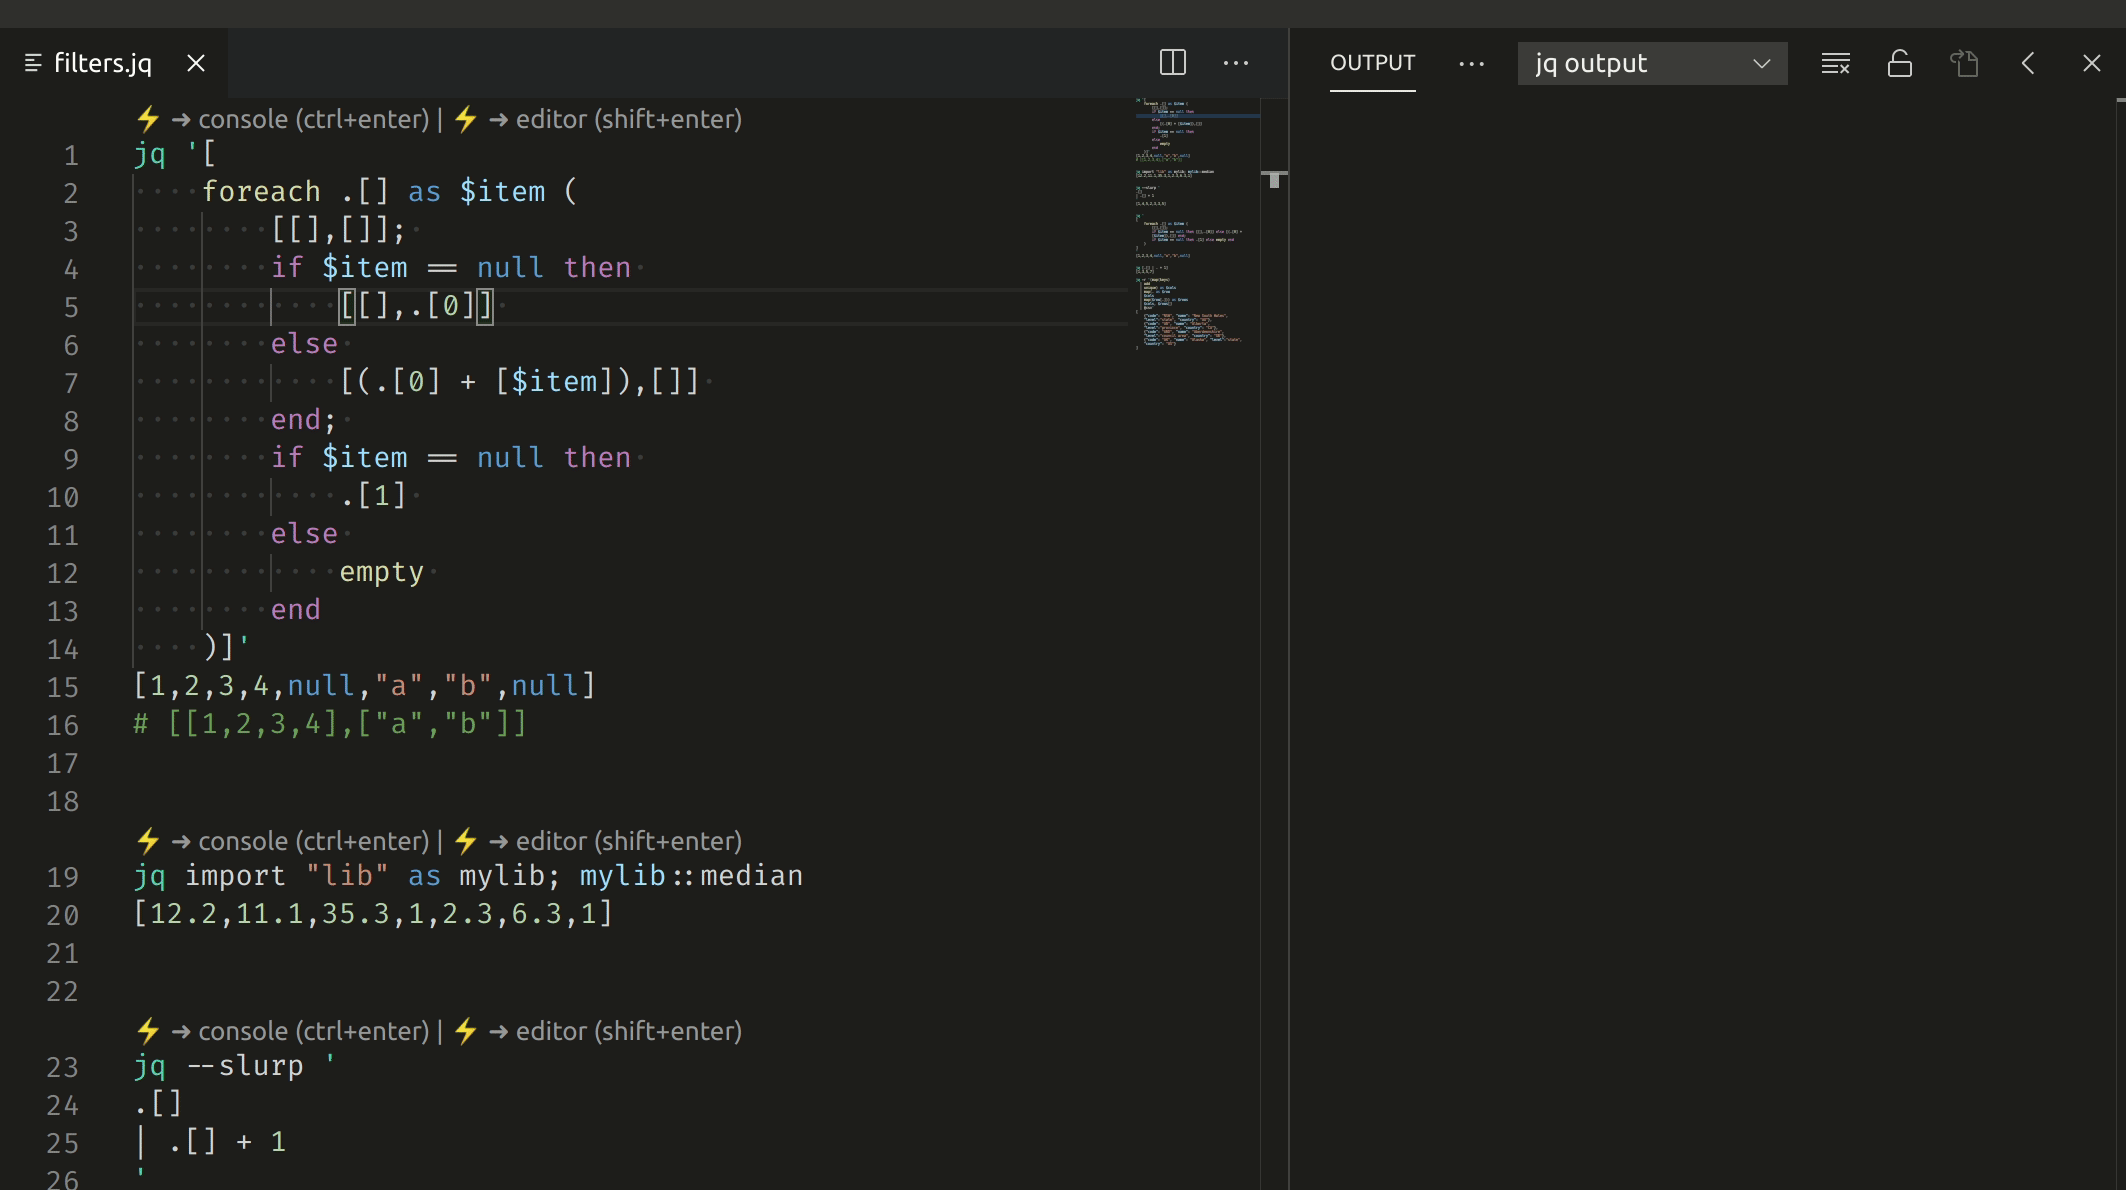 filters.jq
OUTPUT
jq output
⚡ ➔ console (ctrl+enter) | ⚡ ➔ editor (shift+enter)
1 jq '[
2 foreach .[] as $item (
3 [[],[]];
4 if $item == null then
5 [[],.[0]]
6 else
7 [(.[0] + [$item]),[]]
8 end;
9 if $item == null then
10 .[1]
11 else
12 empty
13 end
14 )]'
15 [1,2,3,4,null,"a","b",null]
16 # [[1,2,3,4],["a","b"]]
17
18
⚡ ➔ console (ctrl+enter) | ⚡ ➔ editor (shift+enter)
19 jq import "lib" as mylib; mylib::median
20 [12.2,11.1,35.3,1,2.3,6.3,1]
21
22
⚡ ➔ console (ctrl+enter) | ⚡ ➔ editor (shift+enter)
23 jq --slurp '
24 .[]
25 | .[] + 1
26 '